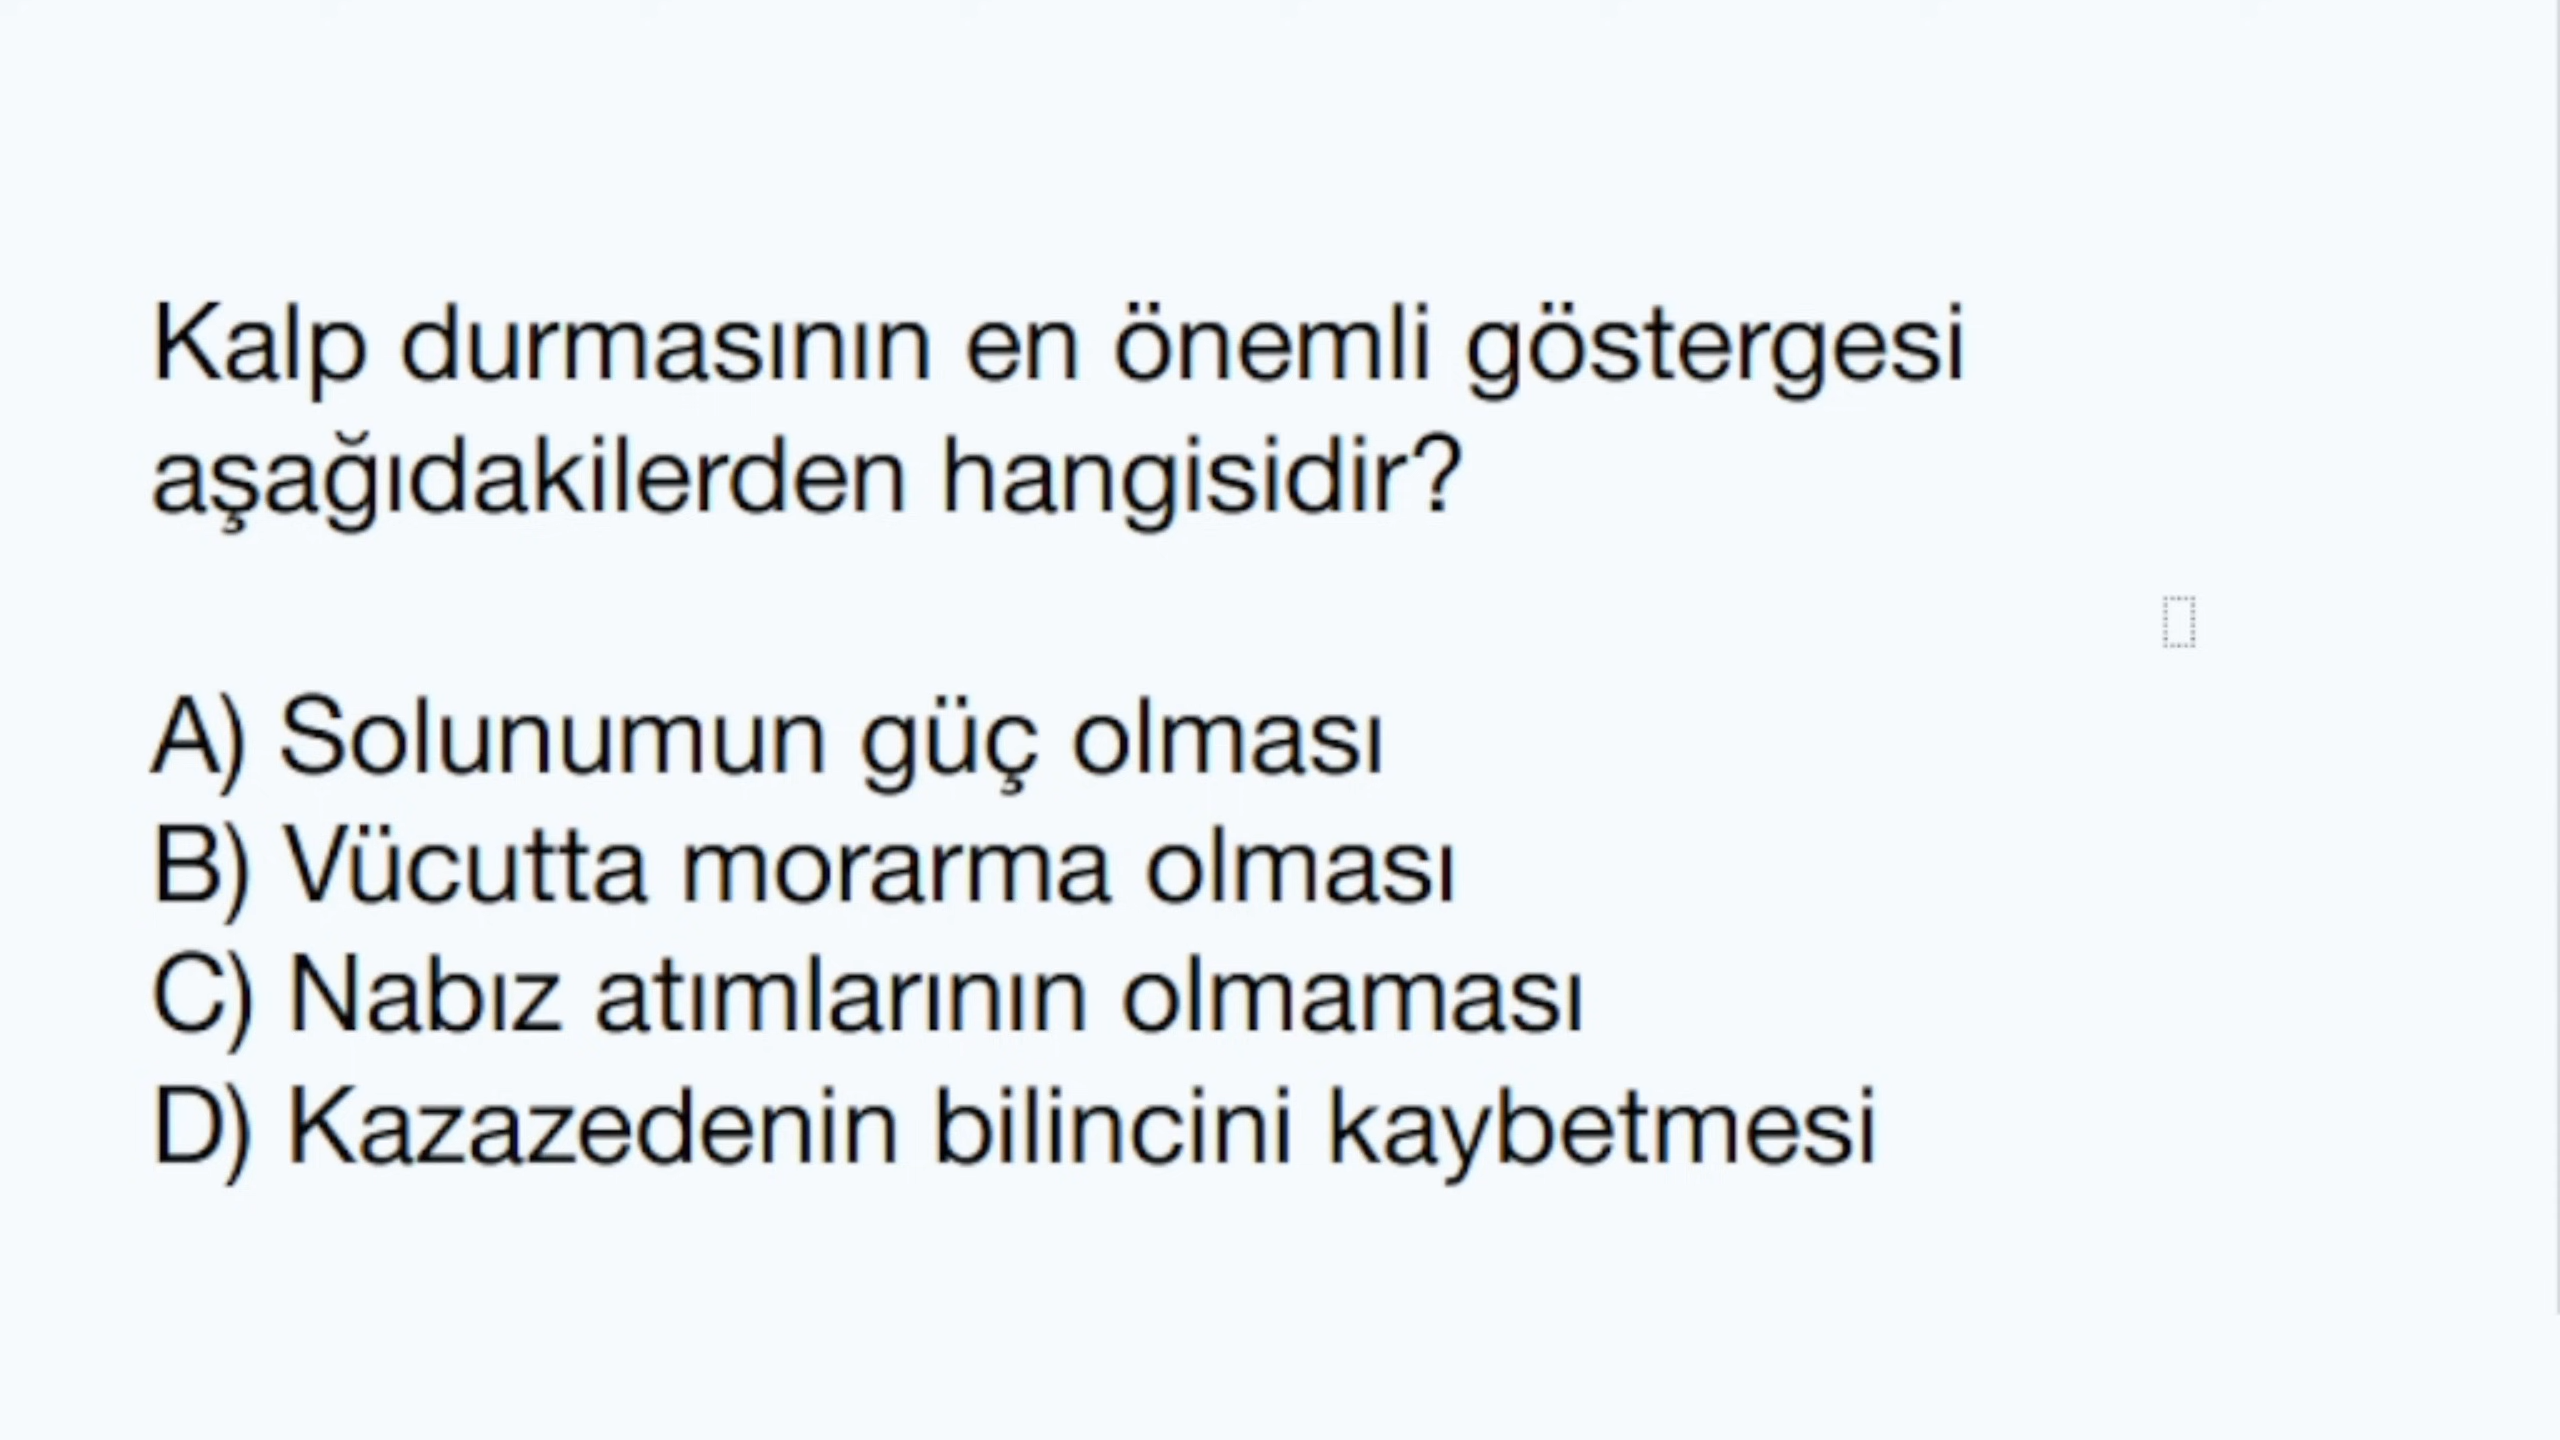 Kalp durmasının en önemli göstergesi
aşağıdakilerden hangisidir?
A) Solunumun güç olması
B) Vücutta morarma olması
C) Nabız atımlarının olmaması
D) Kazazedenin bilincini kaybetmesi